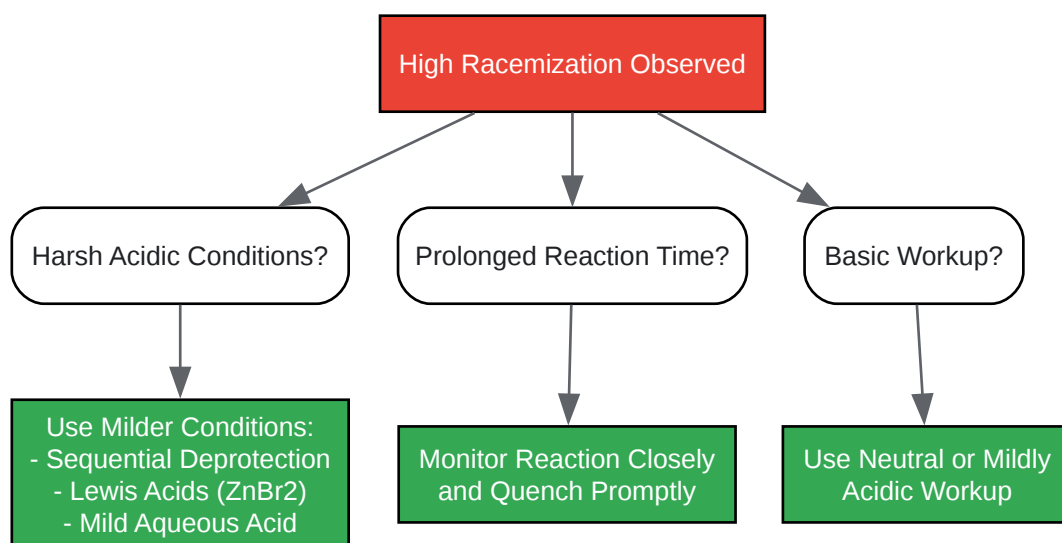 High Racemization Observed
Harsh Acidic Conditions?
Prolonged Reaction Time?
Basic Workup?
Use Milder Conditions:
- Sequential Deprotection
- Lewis Acids (ZnBr2)
- Mild Aqueous Acid
Monitor Reaction Closely
and Quench Promptly
Use Neutral or Mildly
Acidic Workup